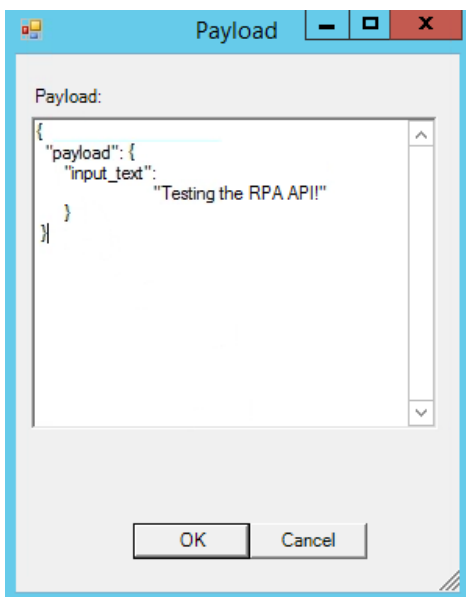 Payload
Payload:
{
"payload": {
"input_text":
"Testing the RPA API!"
}
}
OK Cancel